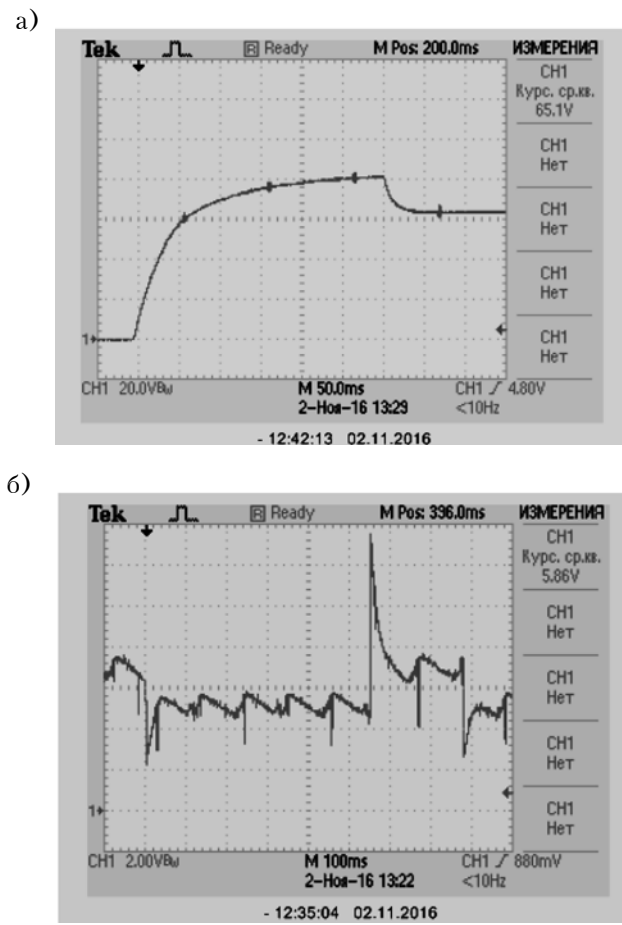 а)
Tek R Ready M Pos: 200.0ms ИЗМЕРЕНИЯ
CH1
Курс. ср.кв.
65.1V
CH1
Нет
CH1
Нет
CH1
Нет
1
CH1
Нет
CH1 20.0VBw M 50.0ms CH1 4.80V
2-Ноя-16 13:29 <10Hz
- 12:42:13 02.11.2016
б)
Tek R Ready M Pos: 396.0ms ИЗМЕРЕНИЯ
CH1
Курс. ср.кв.
5.86V
CH1
Нет
CH1
Нет
CH1
Нет
1
CH1
Нет
CH1 2.00VBw M 100ms CH1 880mV
2-Ноя-16 13:22 <10Hz
- 12:35:04 02.11.2016